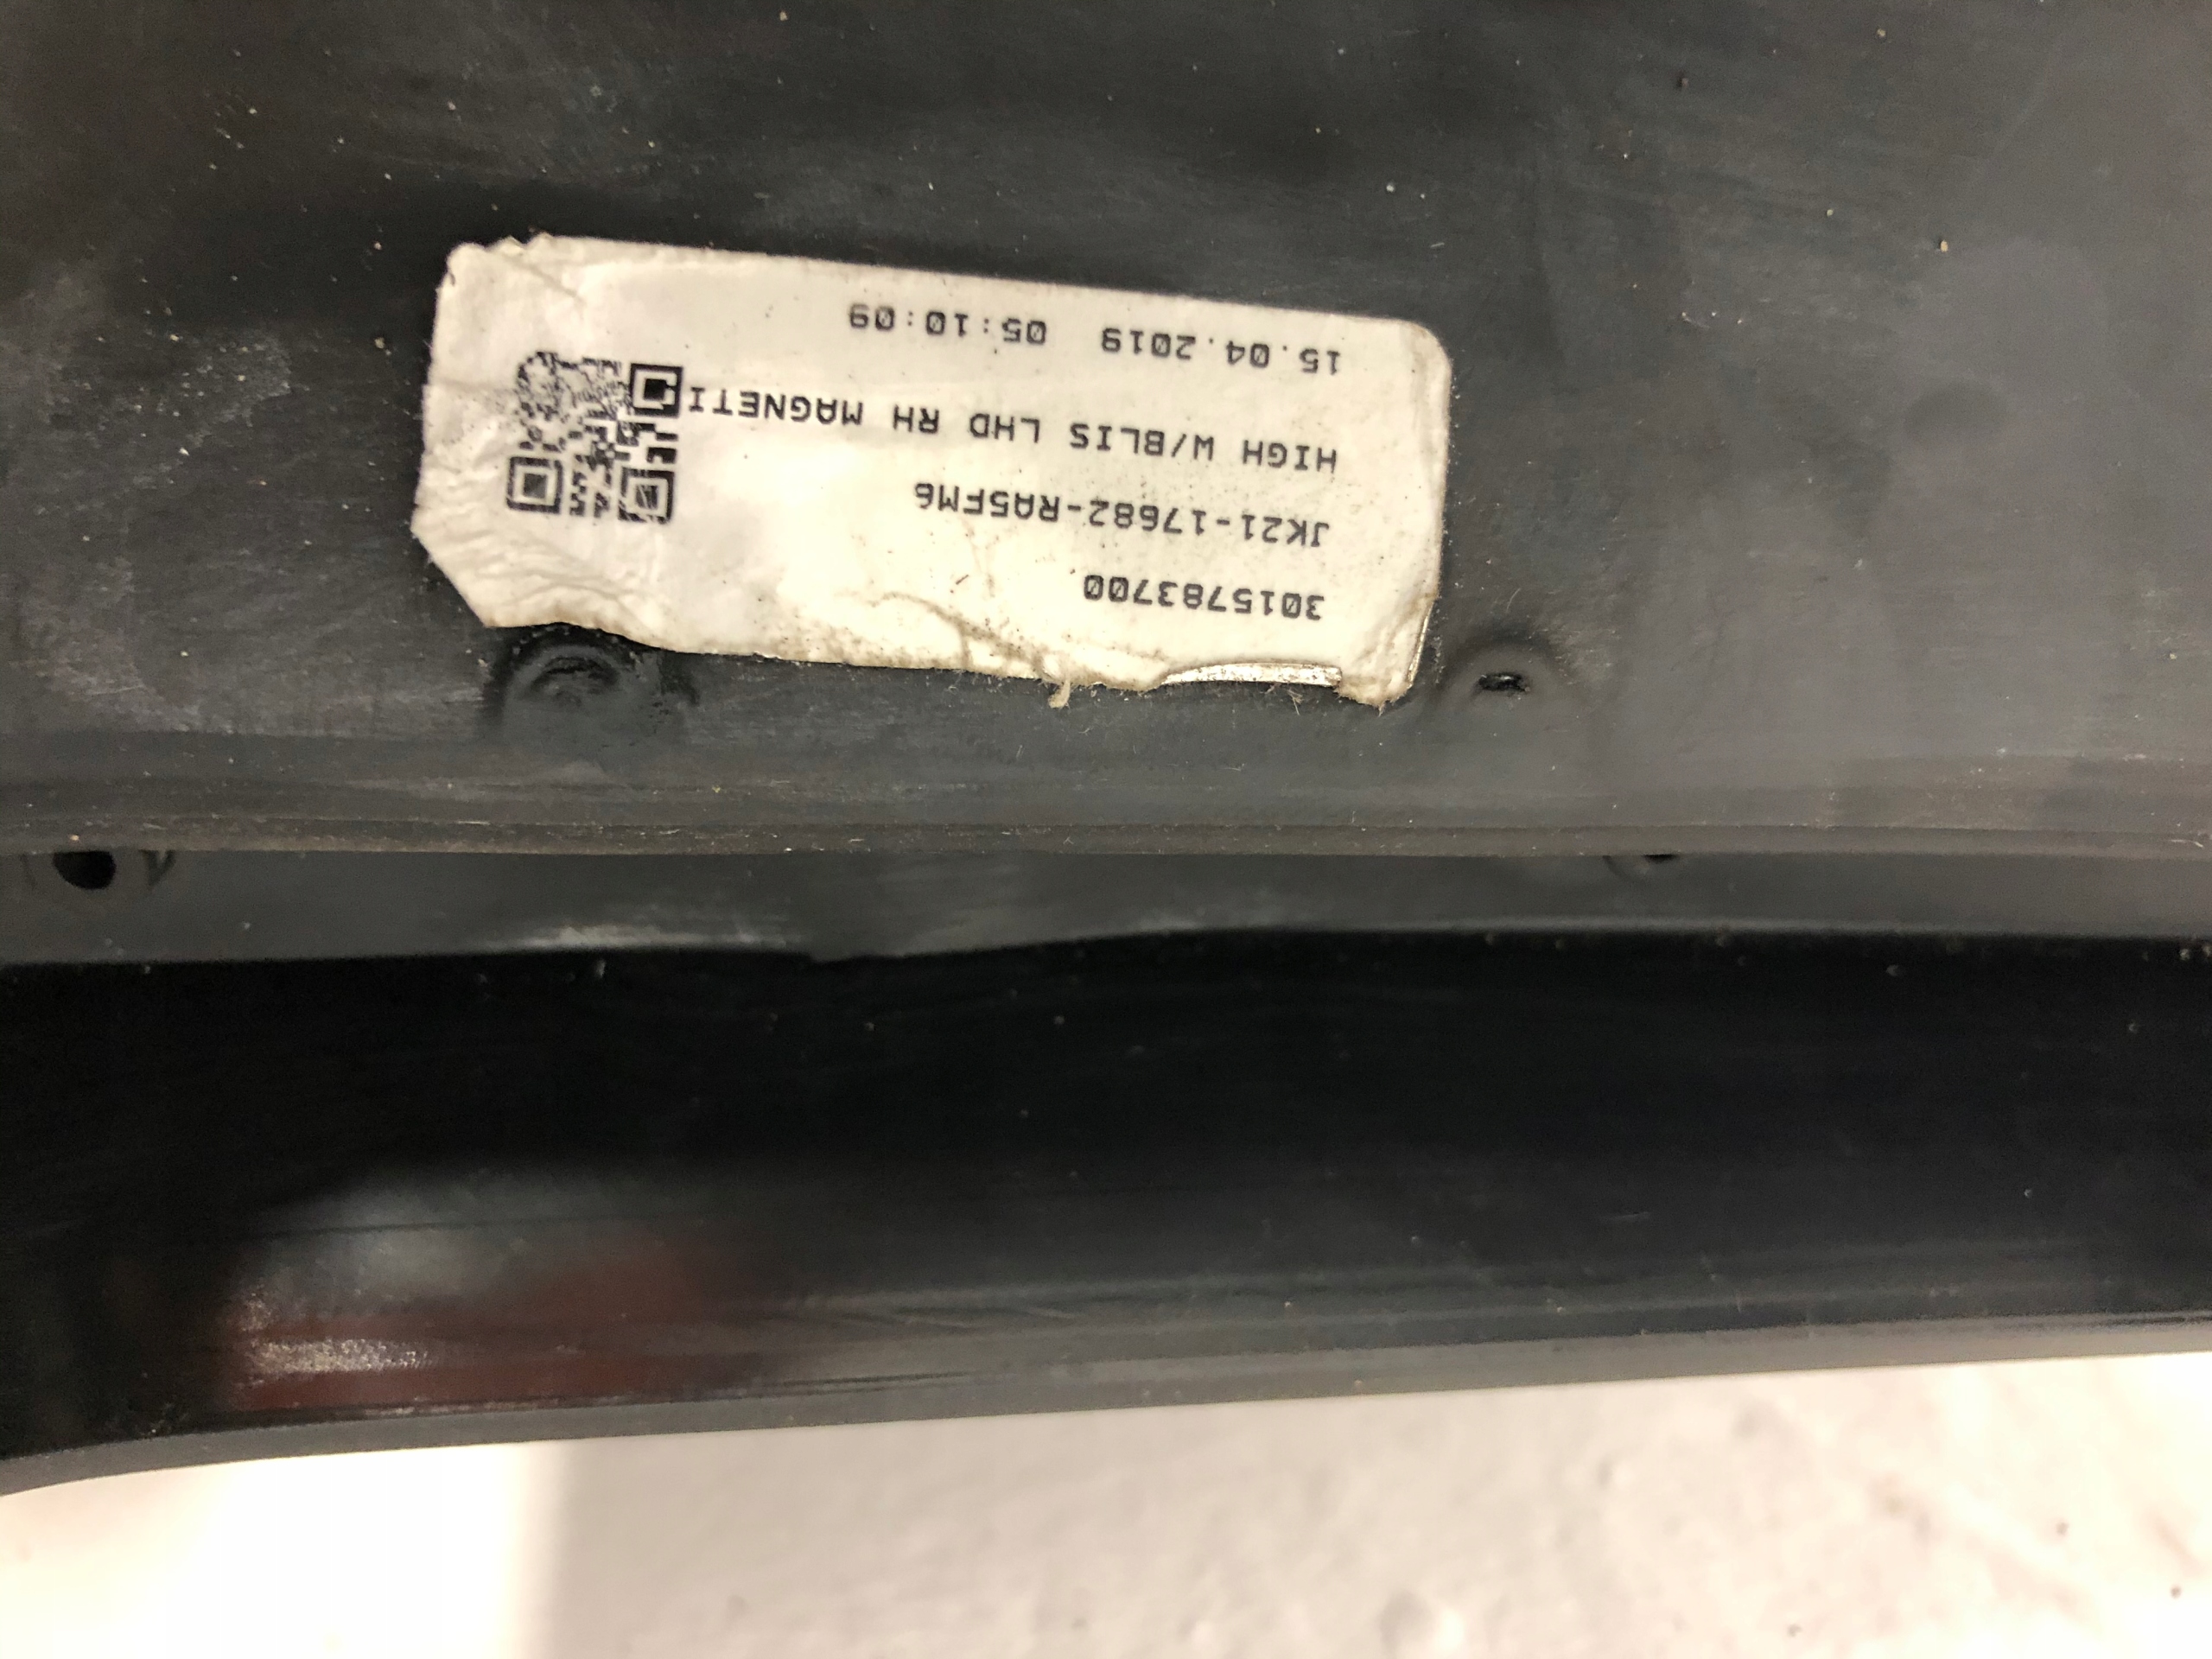 3015783700
JK21-17682-RA5FM6
HIGH W/BLIS LHD RH MAGNETI
15.04.2019 05:10:09